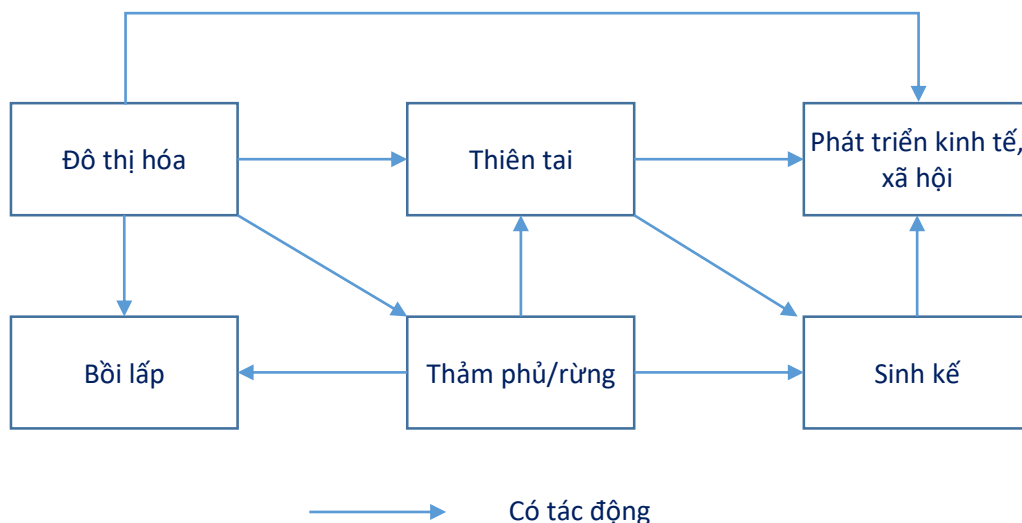 Đô thị hóa
Thiên tai
Phát triển kinh tế,
xã hội
Bồi lấp
Thảm phủ/rừng
Sinh kế
Có tác động